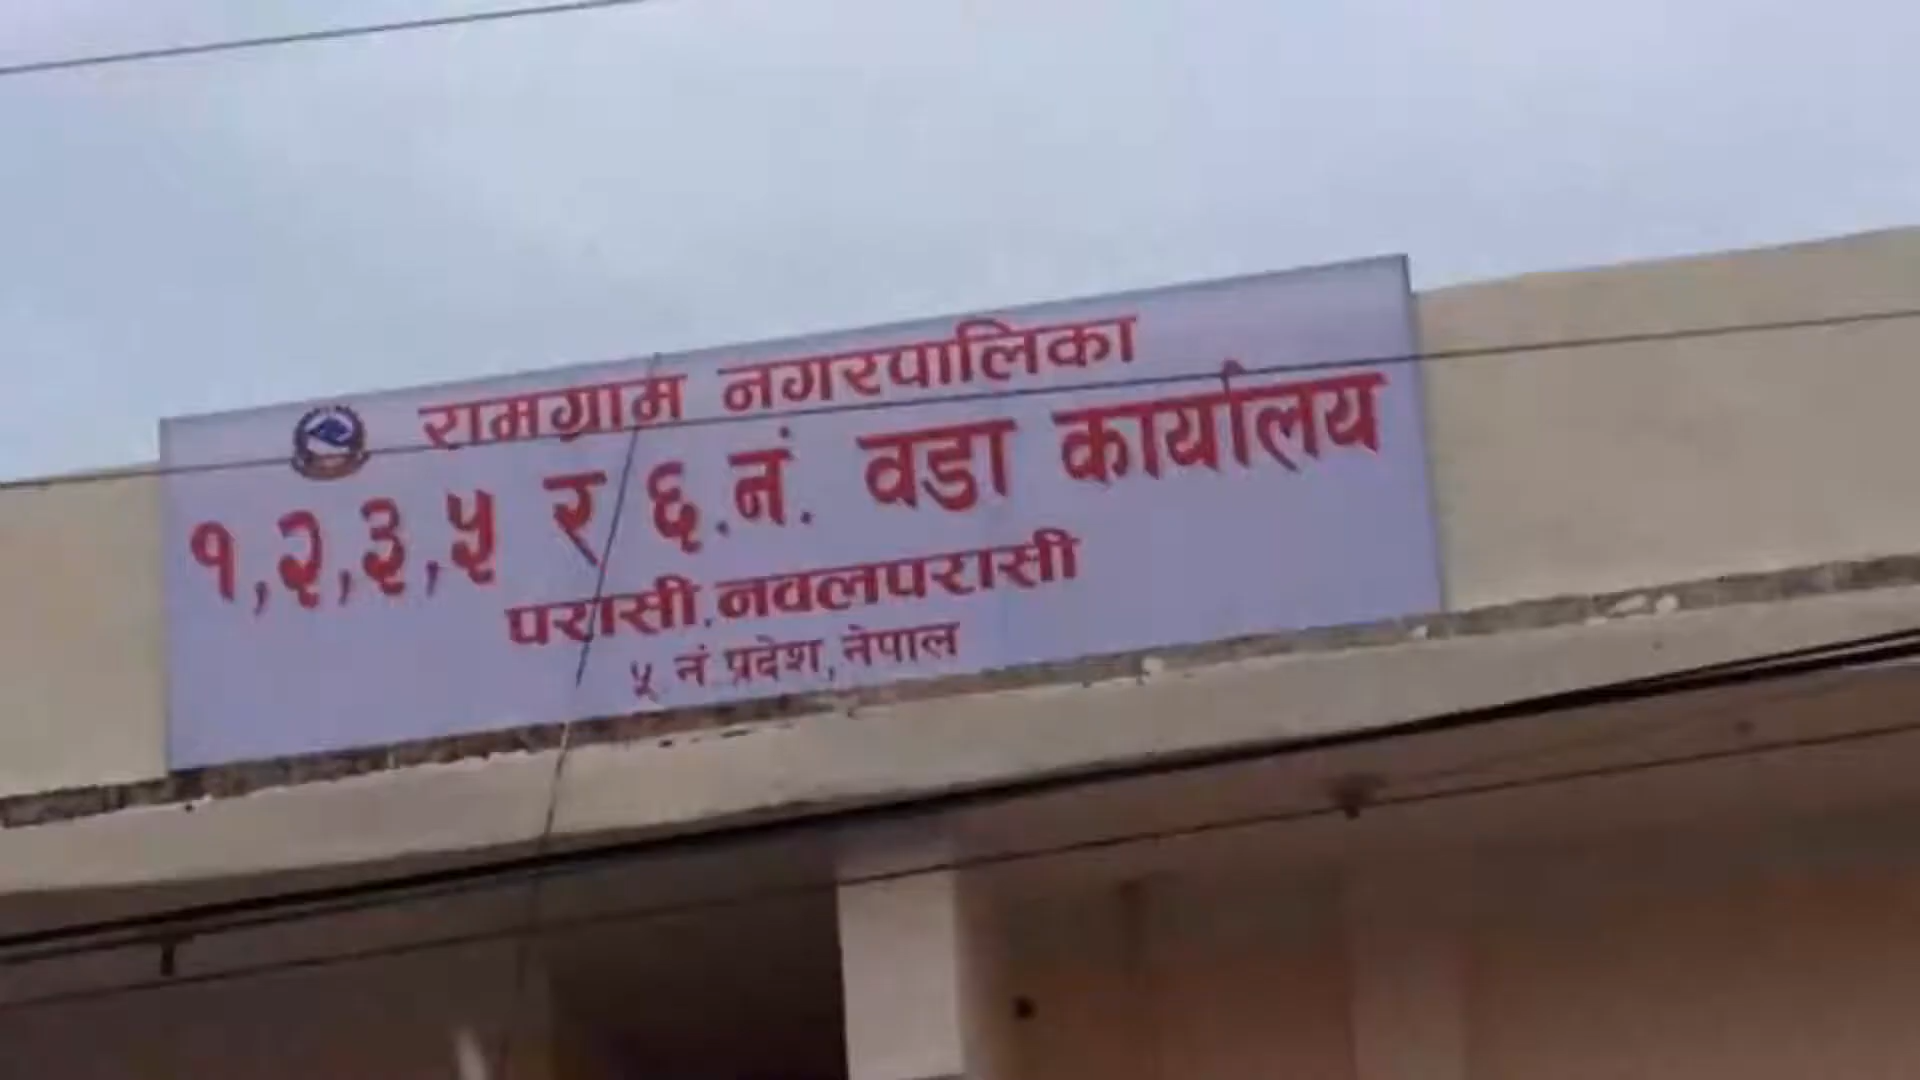 रामग्राम नगरपालिका
१,२,३,५ र ६.नं. वडा कार्यालय
परासी,नवलपरासी
५ नं. प्रदेश, नेपाल